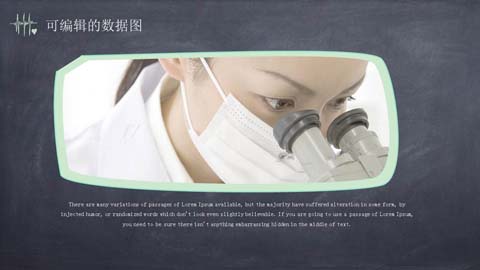 可编辑的数据图
There are many variations of passages of Lorem Ipsum available, but the majority have suffered alteration in some form, by
injected humor, or randomized words which don't look even slightly believable. If you are going to use a passage of Lorem Ipsum,
you need to be sure there isn't anything embarrassing hidden in the middle of text.